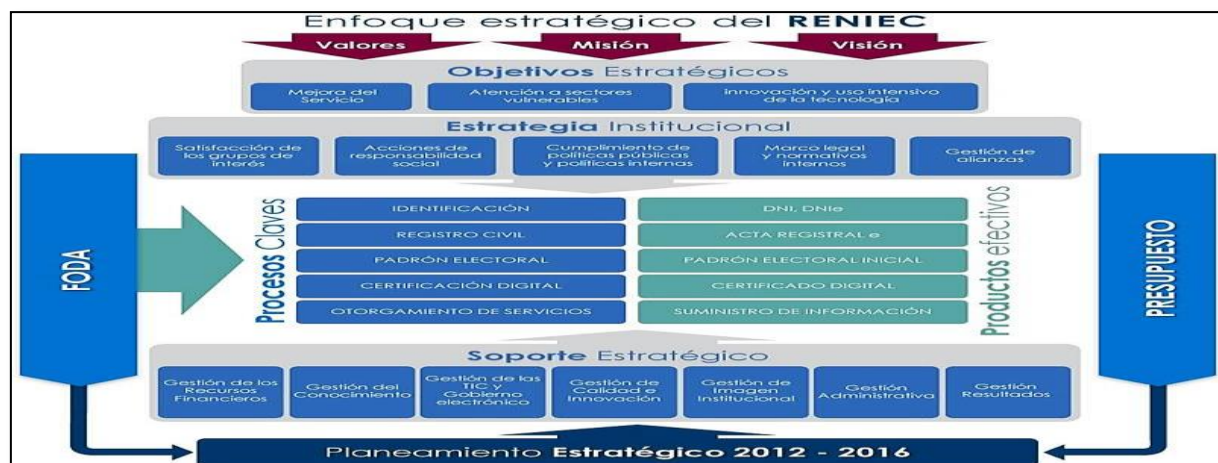 Enfoque estratégico del RENIEC
Valores
Misión
Visión
Objetivos Estratégicos
Mejora del
Servicio
Atención a sectores
vulnerables
Innovación y uso intensivo
de la tecnología
Estrategia Institucional
Satisfacción de
los grupos de
interés
Acciones de
responsabilidad
social
Cumplimiento de
políticas públicas
y políticas internas
Marco legal
y normativos
internos
Gestión de
alianzas
FODA
Procesos Claves
IDENTIFICACIÓN
REGISTRO CIVIL
PADRÓN ELECTORAL
CERTIFICACIÓN DIGITAL
OTORGAMIENTO DE SERVICIOS
DNI, DNIe
ACTA REGISTRAL e
PADRÓN ELECTORAL INICIAL
CERTIFICADO DIGITAL
SUMINISTRO DE INFORMACIÓN
Productos efectivos
PRESUPUESTO
Soporte Estratégico
Gestión de los
Recursos
Financieros
Gestión del
Conocimiento
Gestión de las
TIC y
Gobierno
electrónico
Gestión de
Calidad e
Innovación
Gestión de
Imagen
Institucional
Gestión
Administrativa
Gestión
Resultados
Planeamiento Estratégico 2012 - 2016